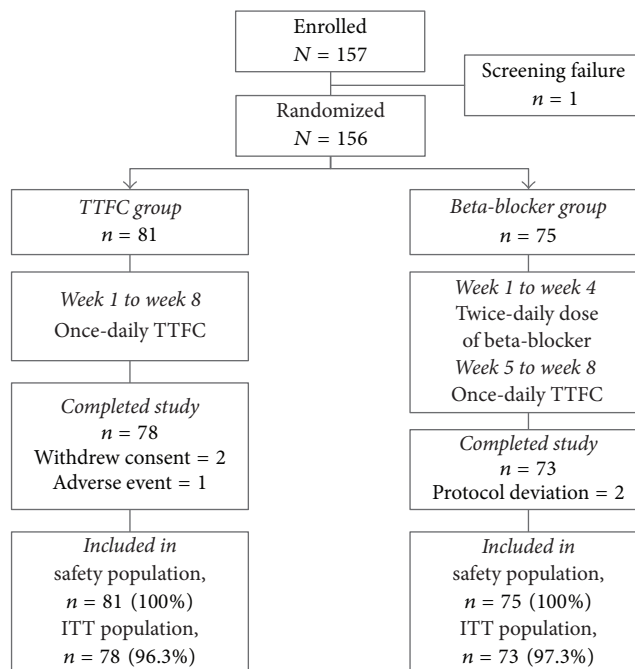 Enrolled
N = 157
Screening failure
n = 1
Randomized
N = 156
TTFC group
n = 81
Week 1 to week 8
Once-daily TTFC
Completed study
n = 78
Withdrew consent = 2
Adverse event = 1
Included in
safety population,
n = 81 (100%)
ITT population,
n = 78 (96.3%)
Beta-blocker group
n = 75
Week 1 to week 4
Twice-daily dose
of beta-blocker
Week 5 to week 8
Once-daily TTFC
Completed study
n = 73
Protocol deviation = 2
Included in
safety population,
n = 75 (100%)
ITT population,
n = 73 (97.3%)